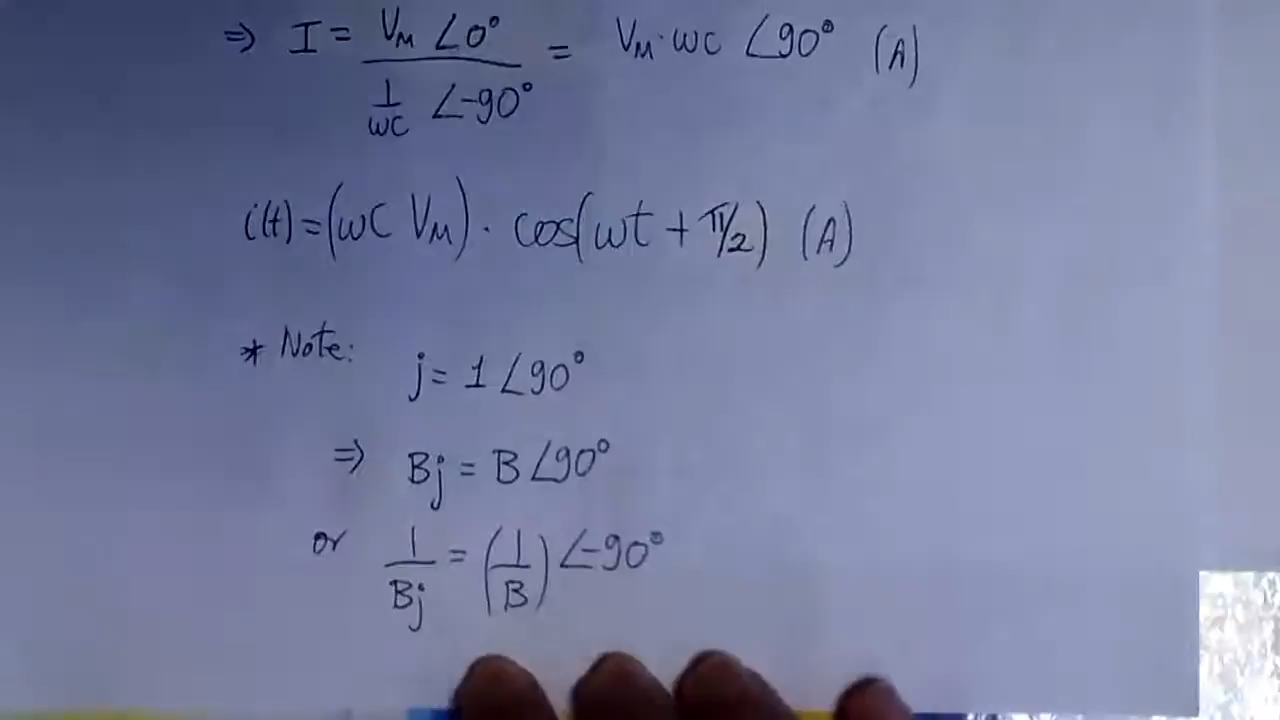 ⇒ I = V_M ∠0° / (1/ωC ∠-90°) = V_M · ωC ∠90° (A)
i(t) = (ωC V_M) · cos(ωt + π/2) (A)
* Note:
j = 1 ∠90°
⇒ Bj = B ∠90°
or 1/Bj = (1/B) ∠-90°